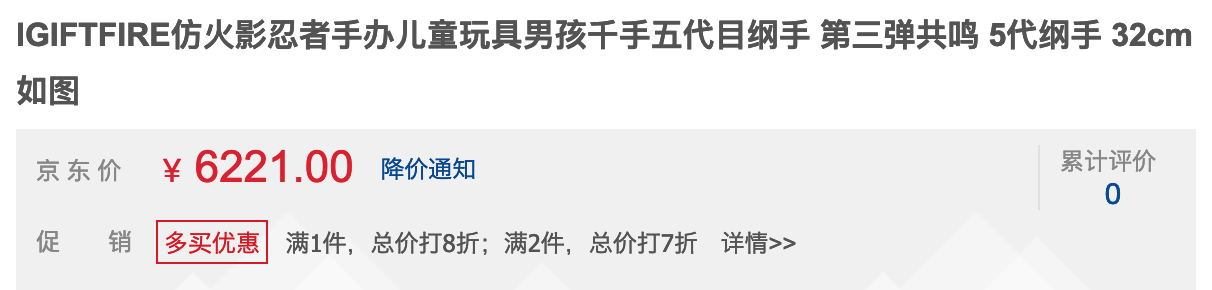 IGIFTFIRE仿火影忍者手办儿童玩具男孩千手五代目纲手 第三弹共鸣 5代纲手 32cm
如图
京东价 ￥6221.00 降价通知
累计评价
0
促销 多买优惠 满1件，总价打8折；满2件，总价打7折 详情>>